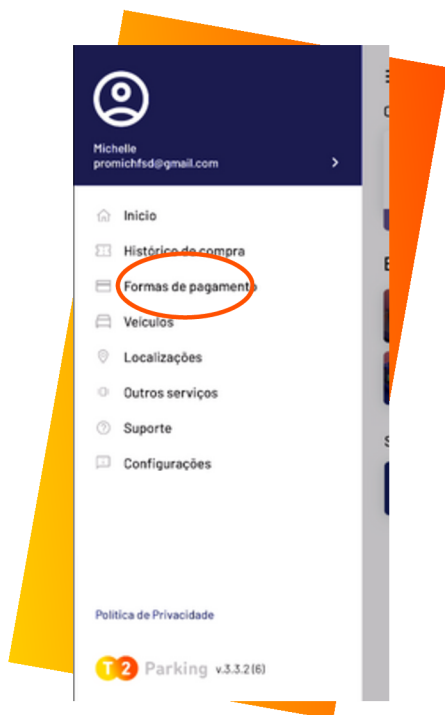 Michelle
promichfsd@gmail.com
Inicio
Histórico de compra
Formas de pagamento
Veículos
Localizações
Outros serviços
Suporte
Configurações
Política de Privacidade
T2 Parking v.3.3.2(6)